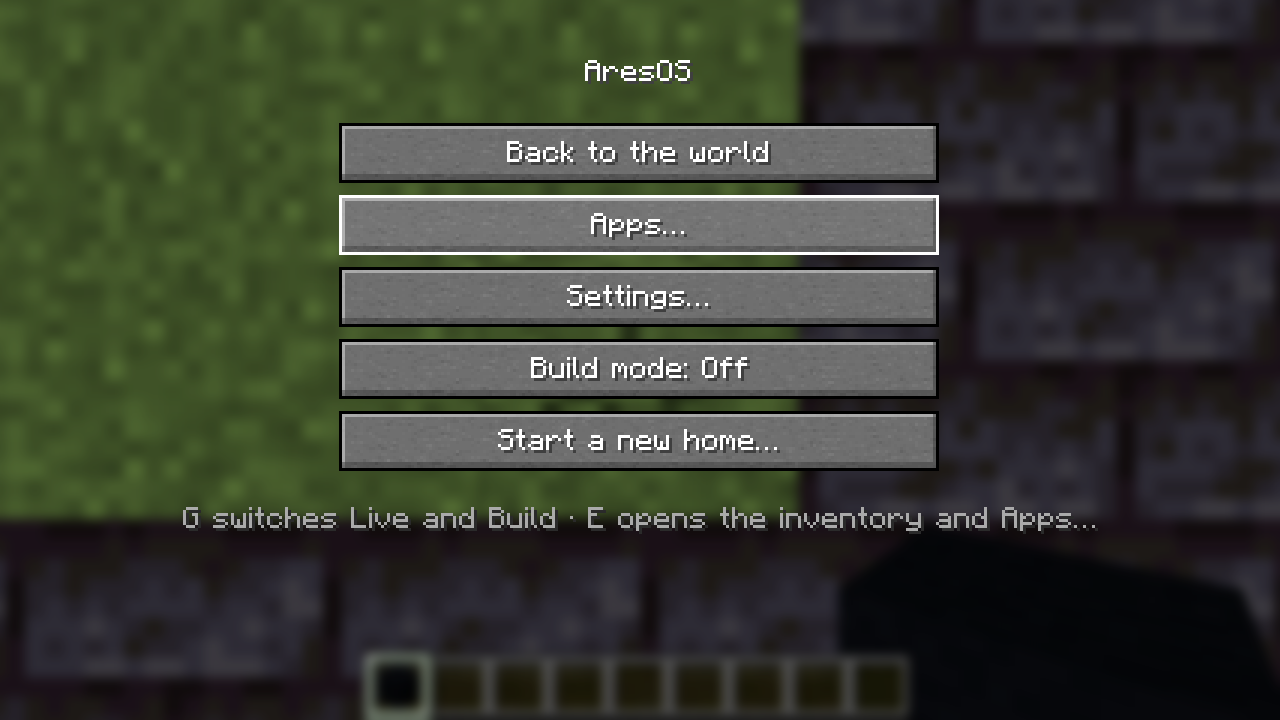 AresOS
Back to the world
Apps...
Settings...
Build mode: Off
Start a new home...
G switches Live and Build · E opens the inventory and Apps...